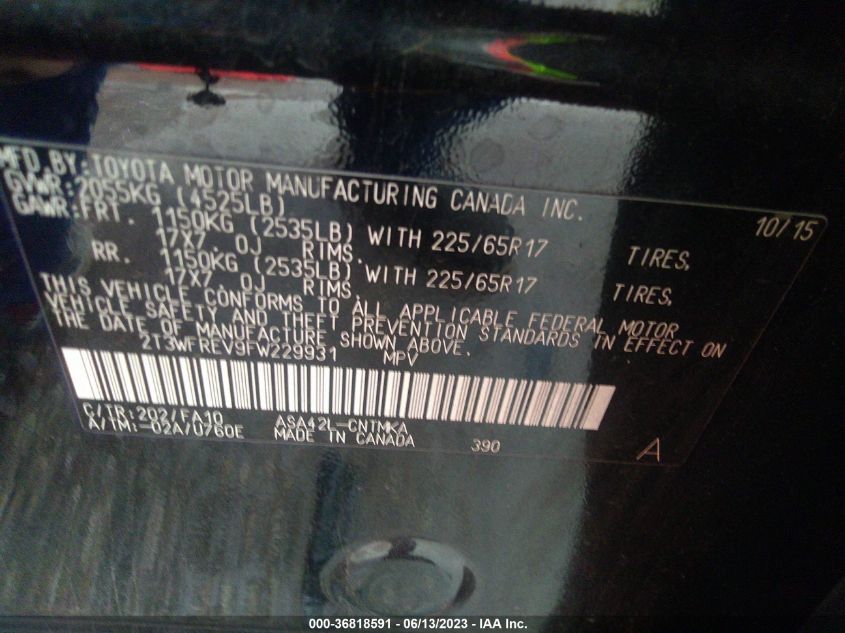 MFD. BY: TOYOTA MOTOR MANUFACTURING CANADA INC. 10/15
GVWR: 2055KG (4525LB)
GAWR: FRT. 1150KG (2535LB) WITH 225/65R17 TIRES,
17X7. 0J RIMS.
RR. 1150KG (2535LB) WITH 225/65R17 TIRES,
17X7. 0J RIMS.
THIS VEHICLE CONFORMS TO ALL APPLICABLE FEDERAL MOTOR
VEHICLE SAFETY AND THEFT PREVENTION STANDARDS IN EFFECT ON
THE DATE OF MANUFACTURE SHOWN ABOVE.
2T3WFREV9FW229931 MPV
C/TR: 202/FA10 ASA42L-CNTMKA
A/TM: -02A/U760E MADE IN CANADA 390 A
000-36818591 - 06/13/2023 - IAA Inc.